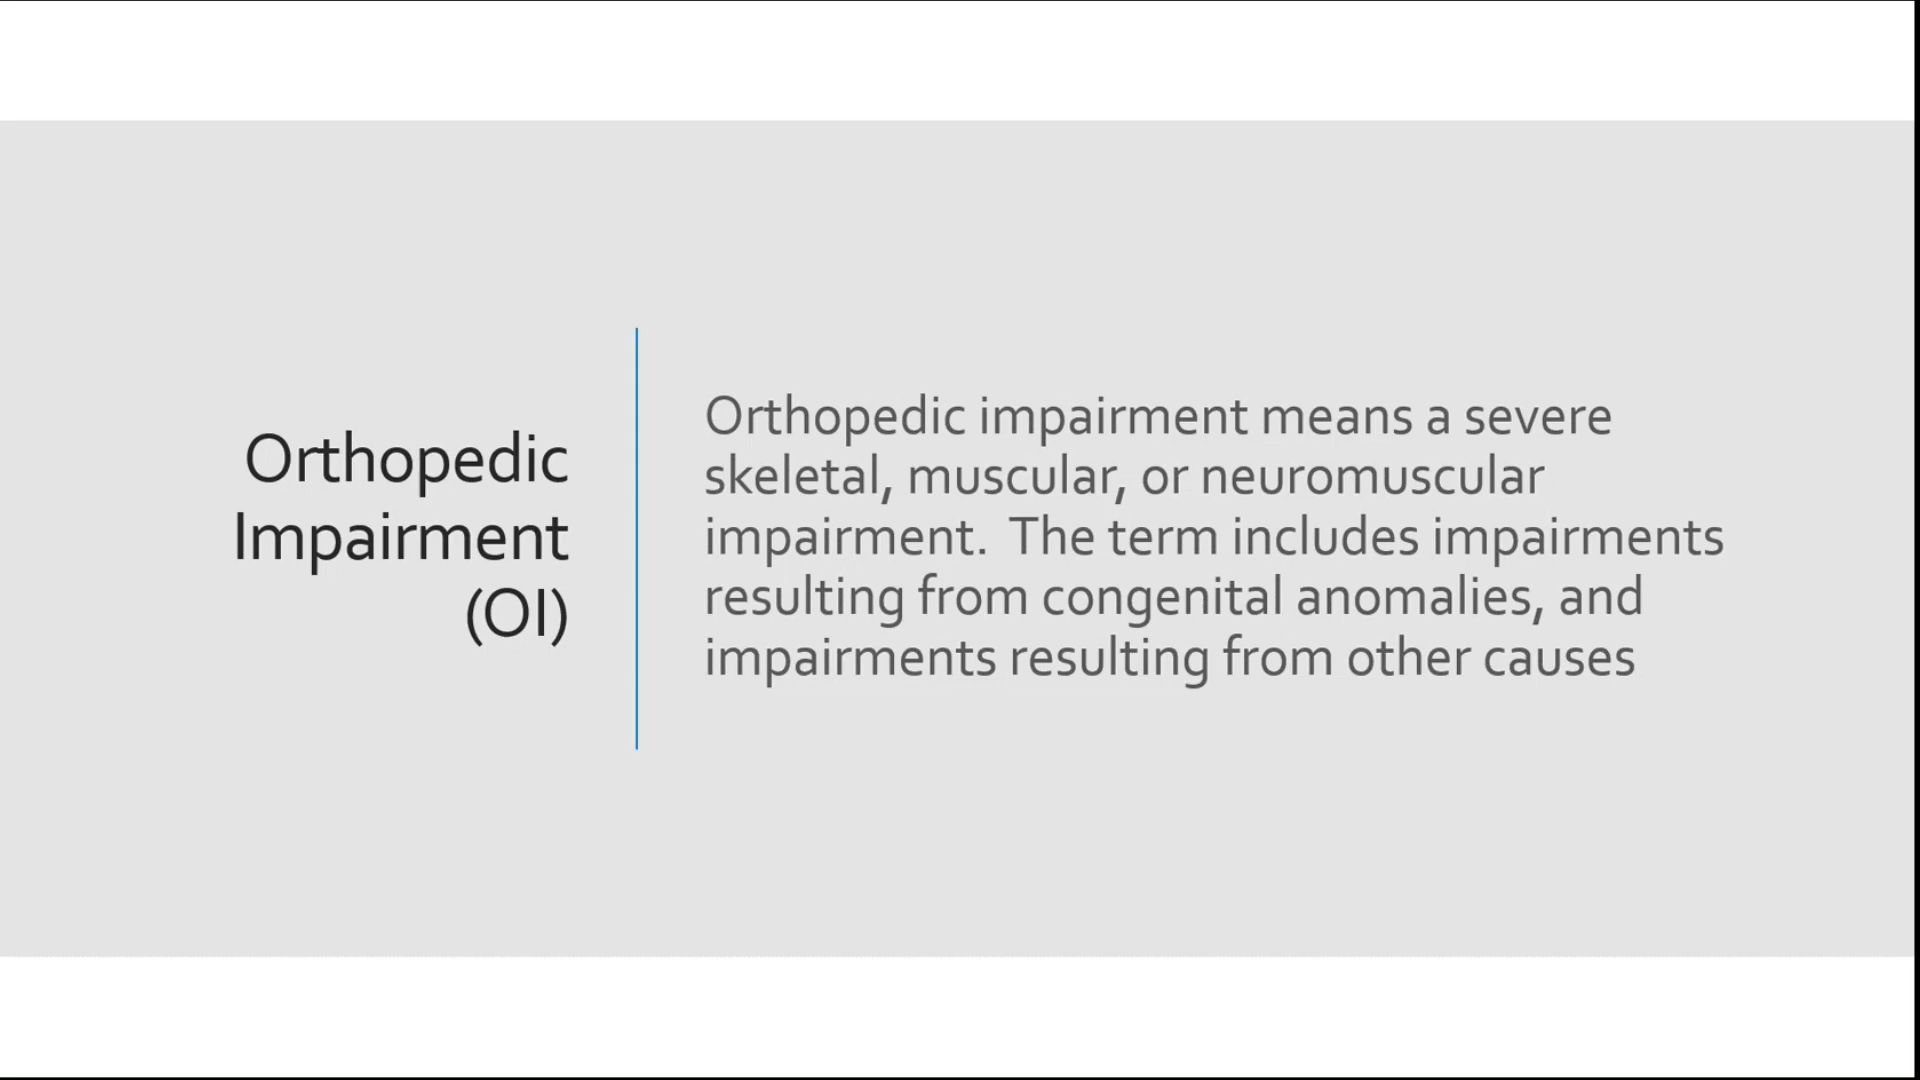 Orthopedic
Impairment
(OI)
Orthopedic impairment means a severe
skeletal, muscular, or neuromuscular
impairment.  The term includes impairments
resulting from congenital anomalies, and
impairments resulting from other causes